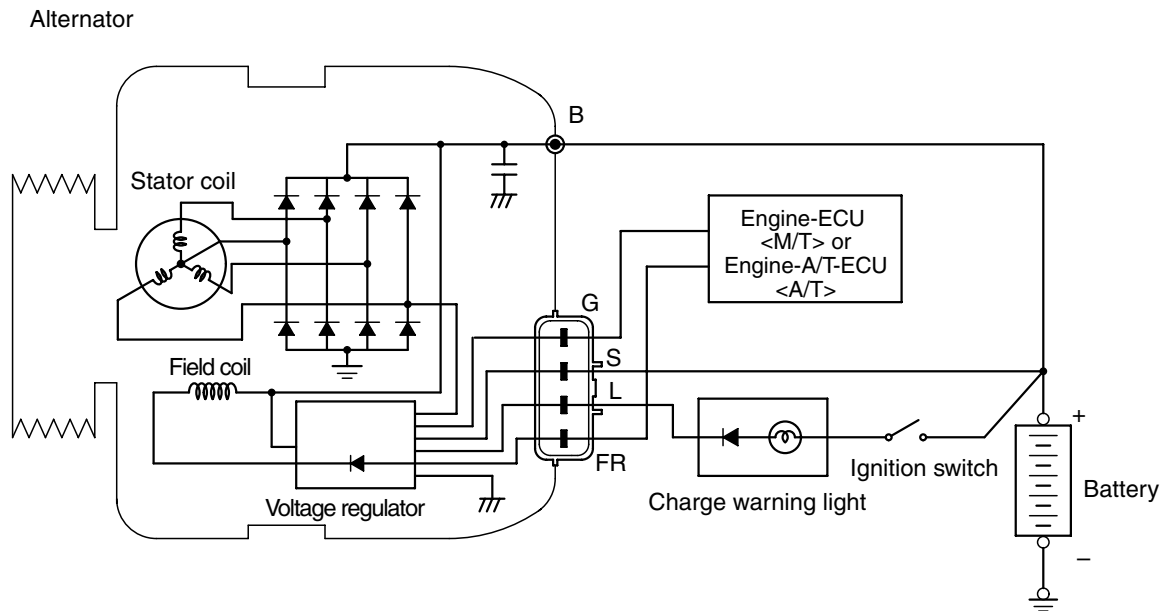 Alternator
B
Stator coil
Engine-ECU
<M/T> or
Engine-A/T-ECU
<A/T>
G
S
L
FR
Field coil
Voltage regulator
Charge warning light
Ignition switch
+
Battery
–